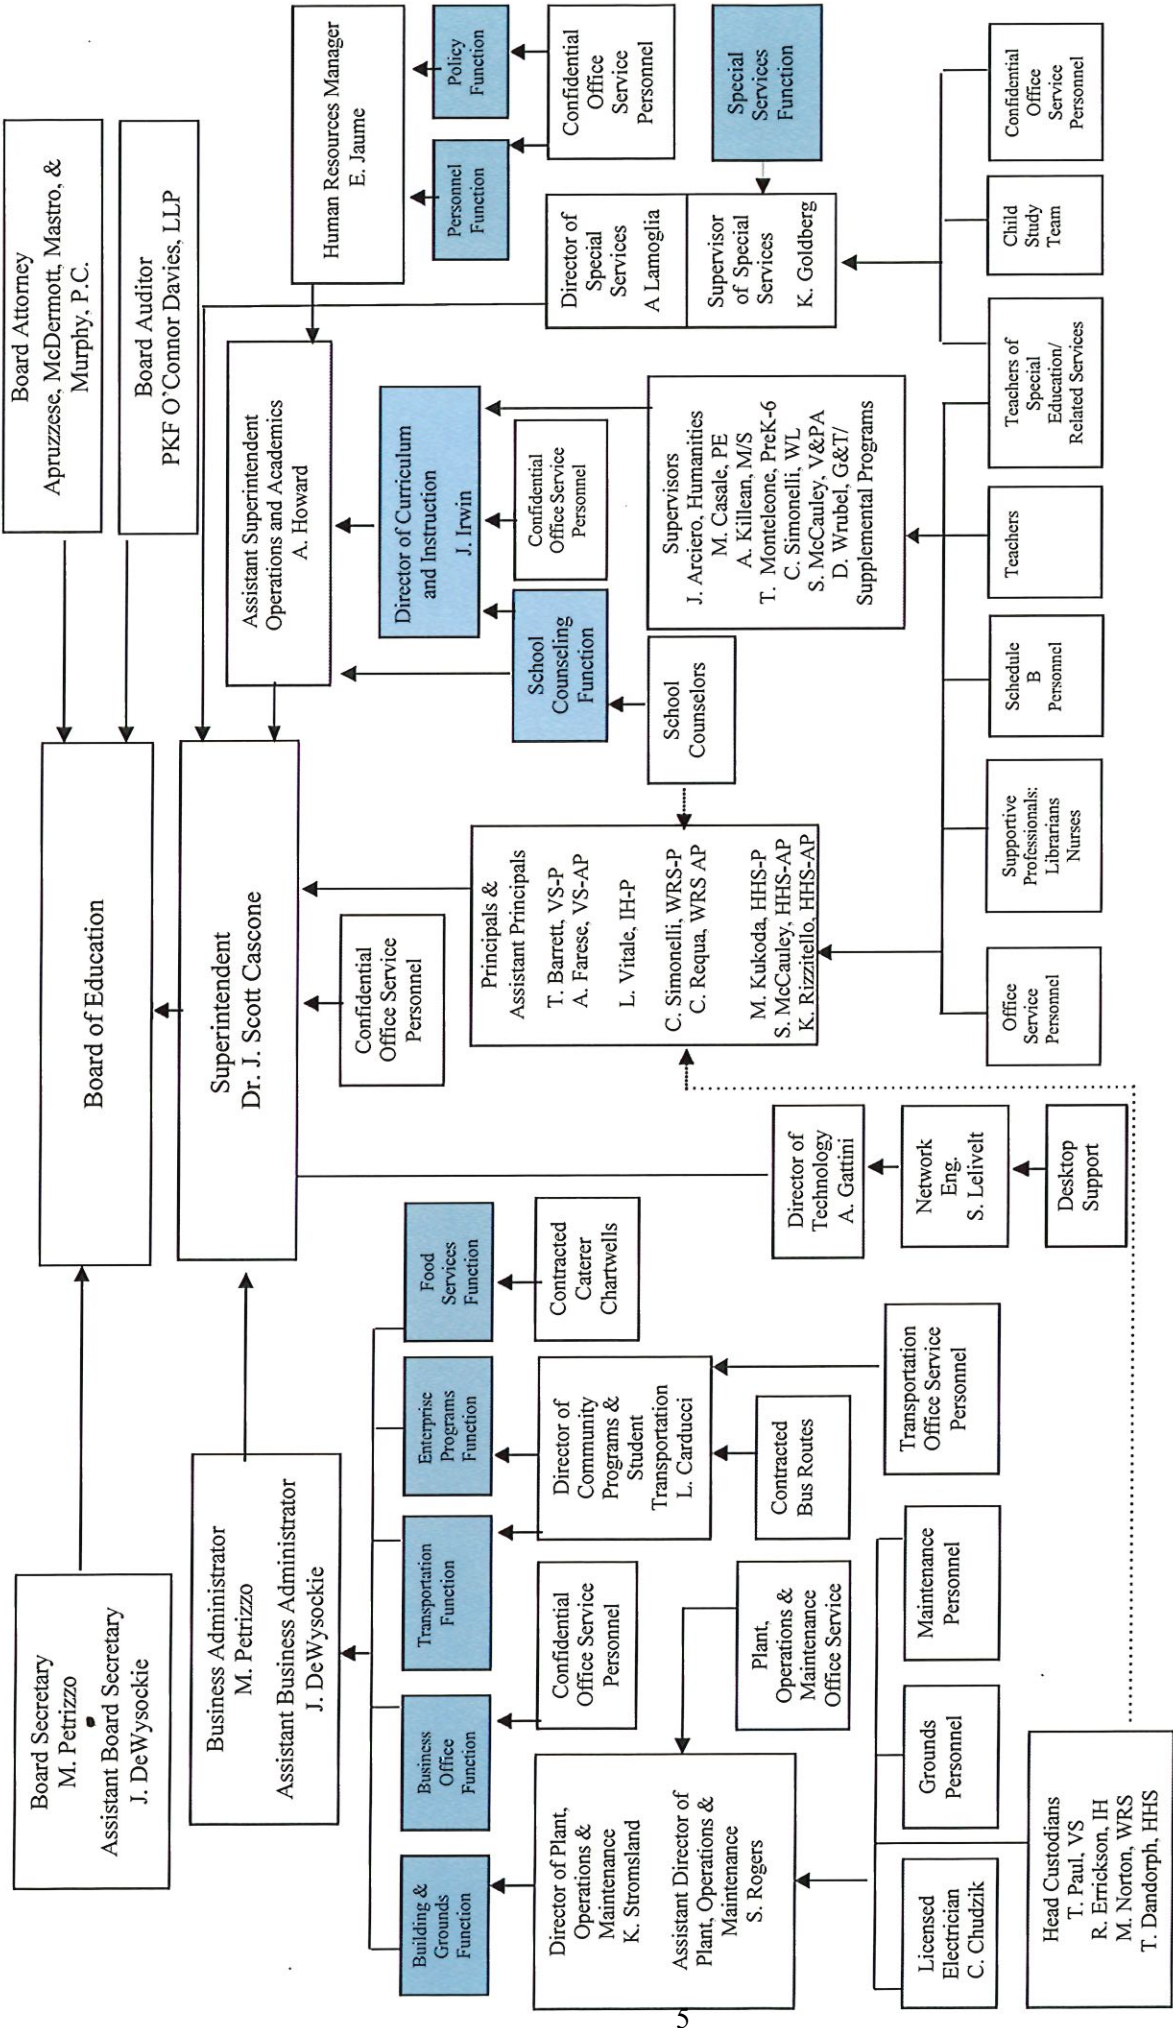 Board Secretary
M. Petrizzo
Assistant Board Secretary
J. DeWysockie
Board of Education
Board Attorney
Apruzzese, McDermott, Mastro, &
Murphy, P.C.
Board Auditor
PKF O'Connor Davies, LLP
Business Administrator
M. Petrizzo
Assistant Business Administrator
J. DeWysockie
Superintendent
Dr. J. Scott Cascone
Assistant Superintendent
Operations and Academics
A. Howard
Human Resources Manager
E. Jaume
Building &
Grounds
Function
Business
Office
Function
Transportation
Function
Enterprise
Programs
Function
Food
Services
Function
Confidential
Office Service
Personnel
Director of Curriculum
and Instruction
J. Irwin
Personnel
Function
Policy
Function
Director of Plant,
Operations &
Maintenance
K. Stromsland
Assistant Director of
Plant, Operations &
Maintenance
S. Rogers
Confidential
Office Service
Personnel
Director of
Community
Programs &
Student
Transportation
L. Carducci
Contracted
Caterer
Chartwells
Principals &
Assistant Principals
T. Barrett, VS-P
A. Farese, VS-AP
L. Vitale, IH-P
C. Simonelli, WRS-P
C. Requa, WRS AP
M. Kukoda, HHS-P
S. McCauley, HHS-AP
K. Rizzitello, HHS-AP
School
Counseling
Function
Confidential
Office Service
Personnel
Director of
Special
Services
A Lamoglia
Supervisor
of Special
Services
K. Goldberg
Confidential
Office
Service
Personnel
School
Counselors
Supervisors
J. Arciero, Humanities
M. Casale, PE
A. Killean, M/S
T. Monteleone, PreK-6
C. Simonelli, WL
S. McCauley, V&PA
D. Wrubel, G&T/
Supplemental Programs
Special
Services
Function
Plant,
Operations &
Maintenance
Office Service
Contracted
Bus Routes
Director of
Technology
A. Gattini
Licensed
Electrician
C. Chudzik
Grounds
Personnel
Maintenance
Personnel
Transportation
Office Service
Personnel
Network
Eng.
S. Lelivelt
Office
Service
Personnel
Supportive
Professionals:
Librarians
Nurses
Schedule
B
Personnel
Teachers
Teachers of
Special
Education/
Related Services
Child
Study
Team
Confidential
Office
Service
Personnel
Head Custodians
T. Paul, VS
R. Errickson, IH
M. Norton, WRS
T. Dandorph, HHS
Desktop
Support
5